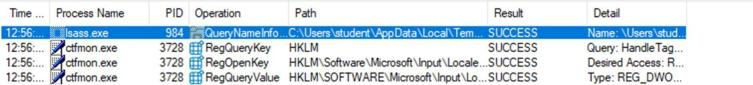 Time ... Process Name PID Operation Path Result Detail
12:56:... lsass.exe 984 QueryNameInfo... C:\Users\student\AppData\Local\Tem... SUCCESS Name: \Users\stud...
12:56:... ctfmon.exe 3728 RegQueryKey HKLM SUCCESS Query: HandleTag...
12:56:... ctfmon.exe 3728 RegOpenKey HKLM\Software\Microsoft\Input\Locale... SUCCESS Desired Access: R...
12:56:... ctfmon.exe 3728 RegQueryValue HKLM\SOFTWARE\Microsoft\Input\Lo... SUCCESS Type: REG_DWO...